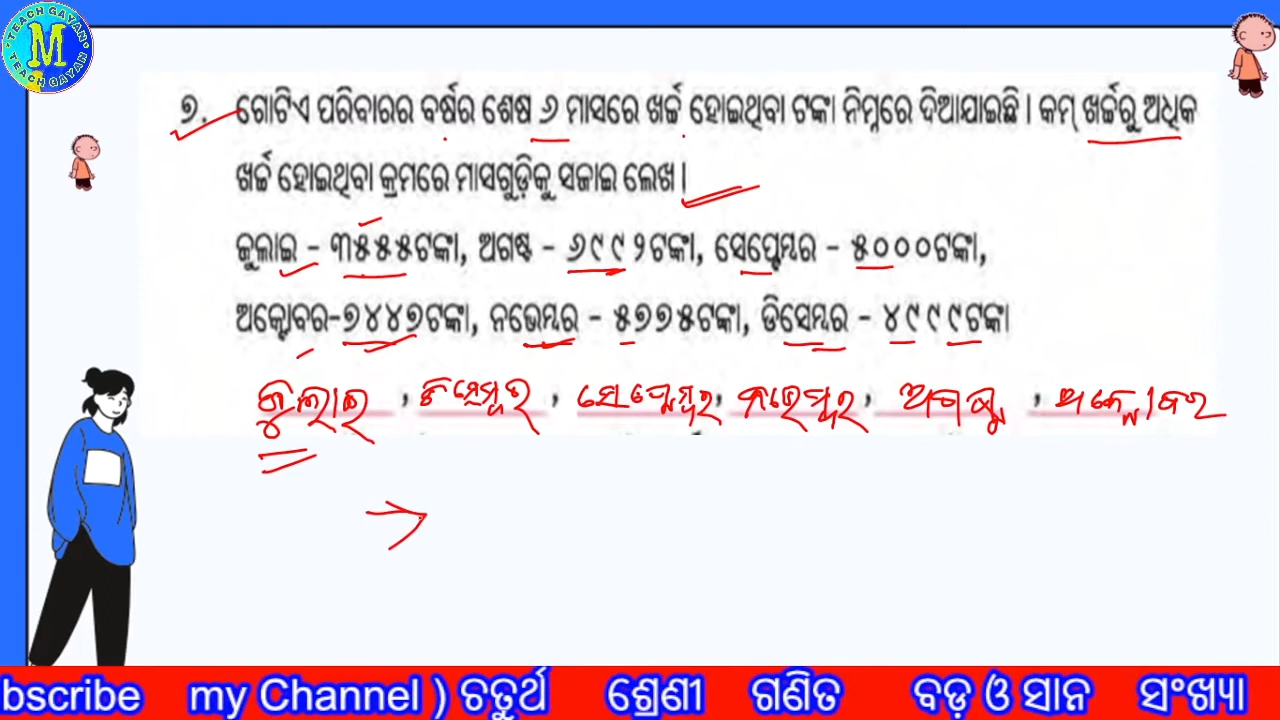 TEACH GAYAN
M
TEACH GAYAN
୭. ଗୋଟିଏ ପରିବାରର ବର୍ଷର ଶେଷ ୬ ମାସରେ ଖର୍ଚ୍ଚ ହୋଇଥିବା ଟଙ୍କା ନିମ୍ନରେ ଦିଆଯାଇଛି । କମ୍ ଖର୍ଚ୍ଚରୁ ଅଧିକ
ଖର୍ଚ୍ଚ ହୋଇଥିବା କ୍ରମରେ ମାସଗୁଡ଼ିକୁ ସଜାଇ ଲେଖ ।
ଜୁଲାଇ - ୩୫୫୫ଟଙ୍କା, ଅଗଷ୍ଟ - ୬୯୯୨ଟଙ୍କା, ସେପ୍ଟେମ୍ବର - ୫୦୦୦ଟଙ୍କା,
ଅକ୍ଟୋବର-୭୪୪୭ଟଙ୍କା, ନଭେମ୍ବର - ୫୭୭୫ଟଙ୍କା, ଡିସେମ୍ବର - ୪୯୯୯ଟଙ୍କା
ଜୁଲାଇ , ଡିସେମ୍ବର , ସେପ୍ଟେମ୍ବର, ନଭେମ୍ବର , ଅଗଷ୍ଟ , ଅକ୍ଟୋବର
bscribe my Channel ) ଚତୁର୍ଥ ଶ୍ରେଣୀ ଗଣିତ ବଡ଼ ଓ ସାନ ସଂଖ୍ୟା